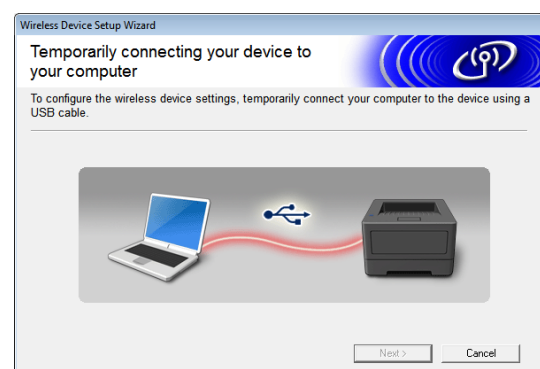 Wireless Device Setup Wizard
Temporarily connecting your device to
your computer
To configure the wireless device settings, temporarily connect your computer to the device using a
USB cable.
Next >
Cancel